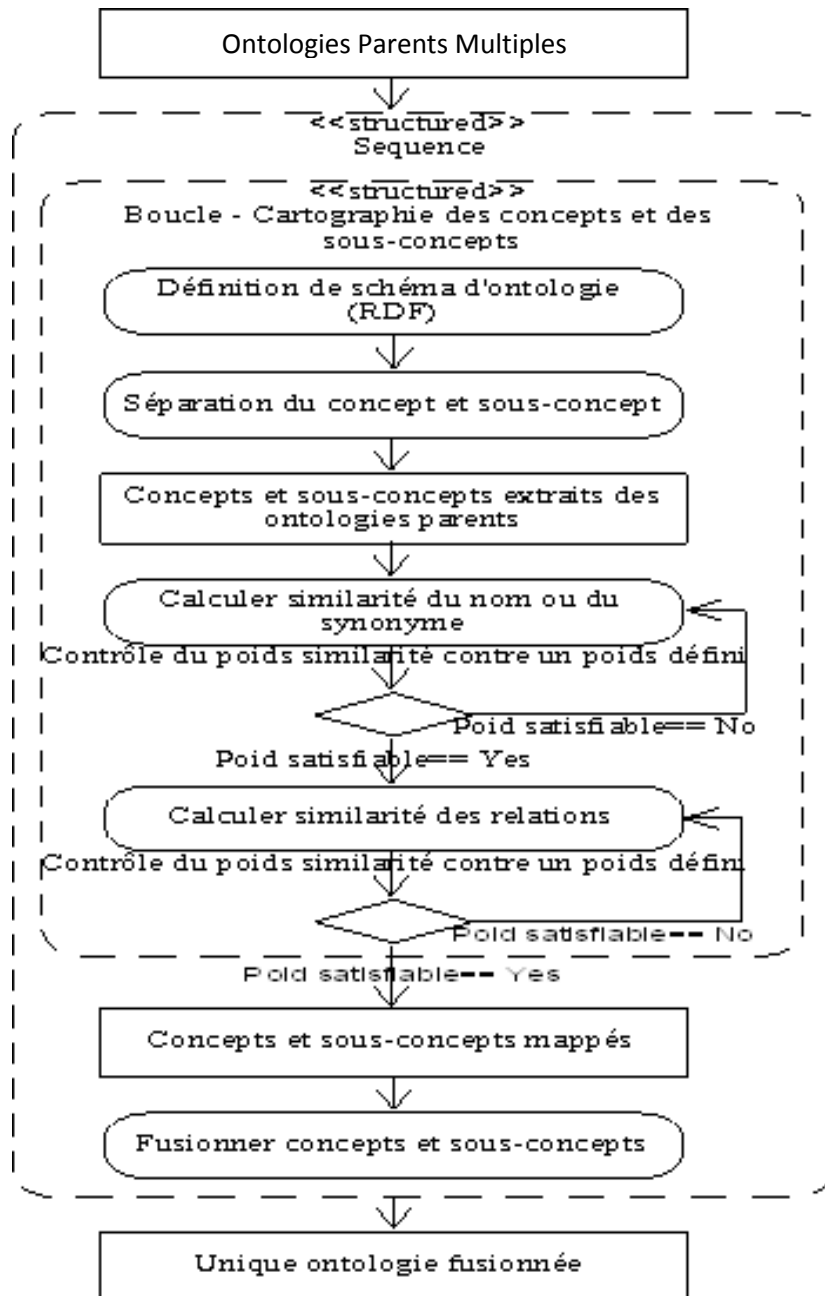 Ontologies Parents Multiples
<<structured>>
Sequence
<<structured>>
Boucle - Cartographie des concepts et des
sous-concepts
Définition de schéma d'ontologie
(RDF)
Séparation du concept et sous-concept
Concepts et sous-concepts extraits des
ontologies parents
Calculer similarité du nom ou du
synonyme
Contrôle du poids similarité contre un poids défini
Poid satisfiable== No
Poid satisfiable== Yes
Calculer similarité des relations
Contrôle du poids similarité contre un poids défini
Poid satisfiable== No
Poid satisfiable== Yes
Concepts et sous-concepts mappés
Fusionner concepts et sous-concepts
Unique ontologie fusionnée